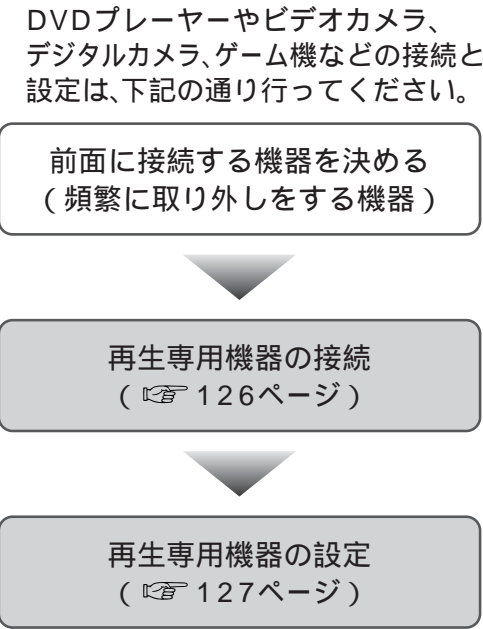 DVDプレーヤーやビデオカメラ、
デジタルカメラ、ゲーム機などの接続と
設定は、下記の通り行ってください。
前面に接続する機器を決める
(頻繁に取り外しをする機器)
再生専用機器の接続
(☞126ページ)
再生専用機器の設定
(☞127ページ)